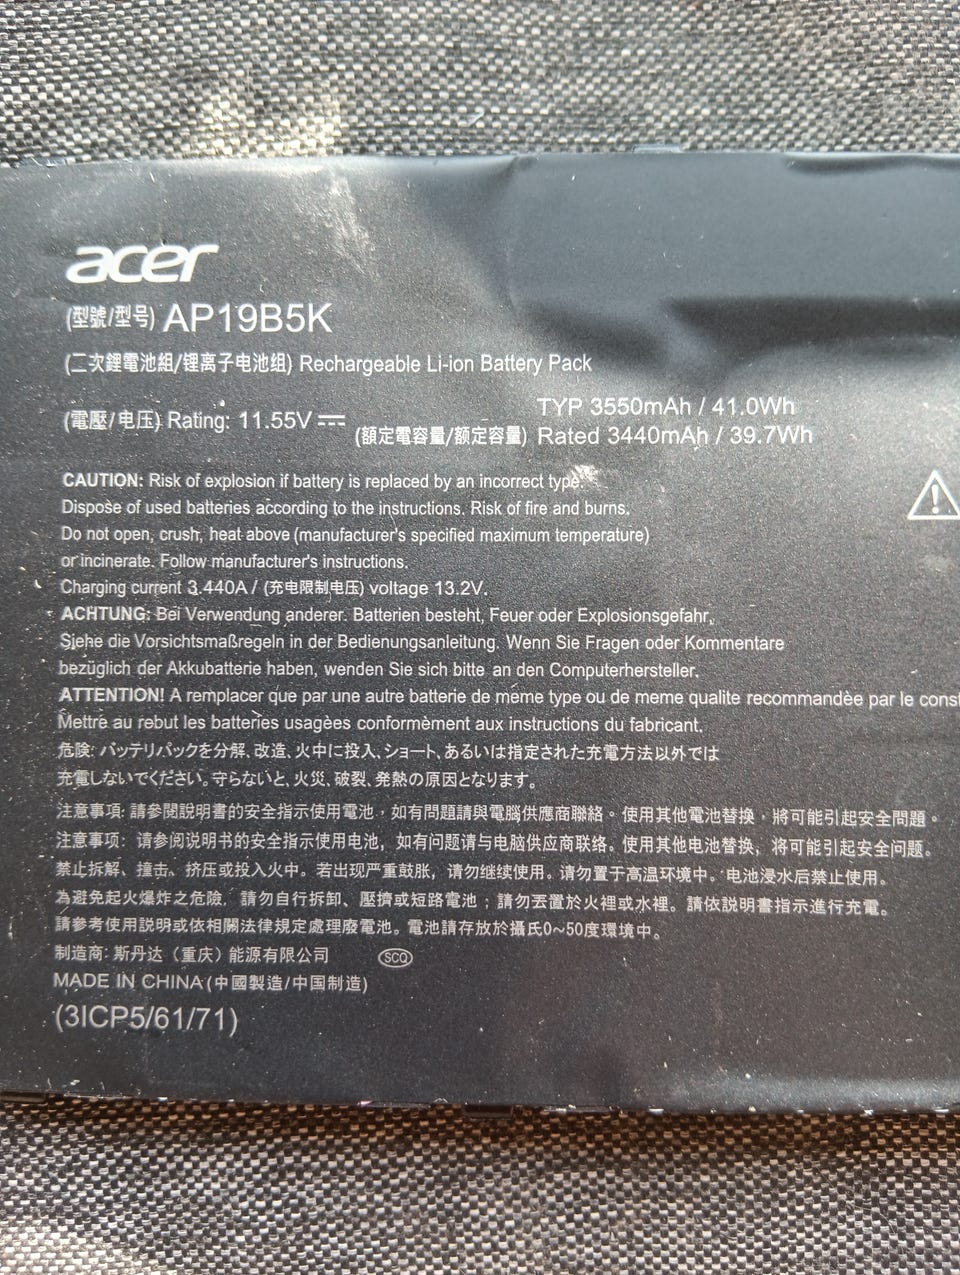 acer
(型號/型号) AP19B5K
(二次鋰電池組/锂离子电池组) Rechargeable Li-ion Battery Pack
(電壓/电压) Rating: 11.55V ⎓ (額定電容量/额定容量) TYP 3550mAh / 41.0Wh
Rated 3440mAh / 39.7Wh
CAUTION: Risk of explosion if battery is replaced by an incorrect type.
Dispose of used batteries according to the instructions. Risk of fire and burns.
Do not open, crush, heat above (manufacturer's specified maximum temperature)
or incinerate. Follow manufacturer's instructions.
Charging current 3.440A / (充电限制电压) voltage 13.2V.
ACHTUNG: Bei Verwendung anderer. Batterien besteht, Feuer oder Explosionsgefahr,
Siehe die Vorsichtsmaßregeln in der Bedienungsanleitung. Wenn Sie Fragen oder Kommentare
bezüglich der Akkubatterie haben, wenden Sie sich bitte an den Computerhersteller.
ATTENTION! A remplacer que par une autre batterie de meme type ou de meme qualite recommandèe par le const
Mettre au rebut les batteries usagèes conformèment aux instructions du fabricant.
危険: バッテリパックを分解、改造、火中に投入、ショート、あるいは指定された充電方法以外では
充電しないでください。守らないと、火災、破裂、発熱の原因となります。
注意事項: 請參閱說明書的安全指示使用電池，如有問題請與電腦供應商聯絡。使用其他電池替換，將可能引起安全問題。
注意事项: 请参阅说明书的安全指示使用电池，如有问题请与电脑供应商联络。使用其他电池替换，将可能引起安全问题。
禁止拆解、撞击、挤压或投入火中。若出现严重鼓胀，请勿继续使用。请勿置于高温环境中。电池浸水后禁止使用。
為避免起火爆炸之危險，請勿自行拆卸、壓擠或短路電池；請勿丟置於火裡或水裡。請依説明書指示進行充電。
請參考使用說明或依相關法律規定處理廢電池。電池請存放於攝氏0~50度環境中。
制造商: 斯丹达（重庆）能源有限公司 SCQ
MADE IN CHINA (中國製造/中国制造)
(3ICP5/61/71)